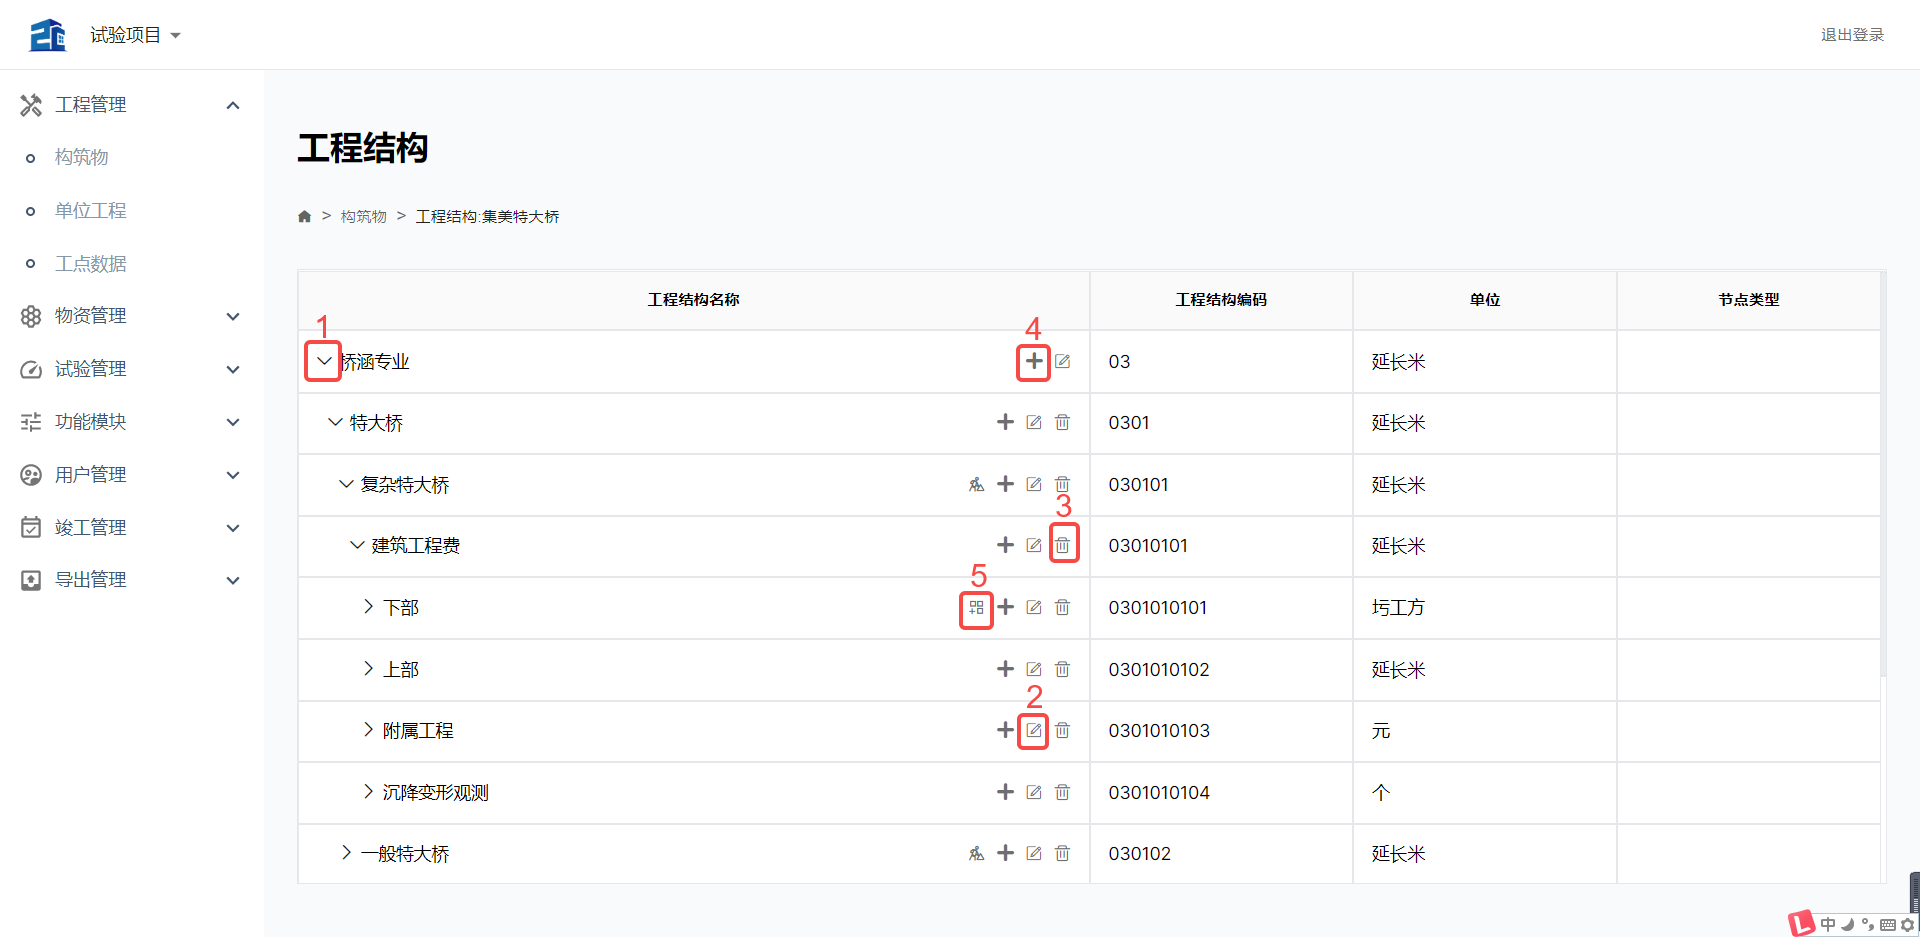 试验项目
退出登录
工程管理
构筑物
单位工程
工点数据
物资管理
试验管理
功能模块
用户管理
竣工管理
导出管理
工程结构
> 构筑物 > 工程结构:集美特大桥
工程结构名称 工程结构编码 单位 节点类型
1 4
桥涵专业 03 延长米
特大桥 0301 延长米
复杂特大桥 030101 延长米
3
建筑工程费 03010101 延长米
5
下部 0301010101 圬工方
上部 0301010102 延长米
2
附属工程 0301010103 元
沉降变形观测 0301010104 个
一般特大桥 030102 延长米
中